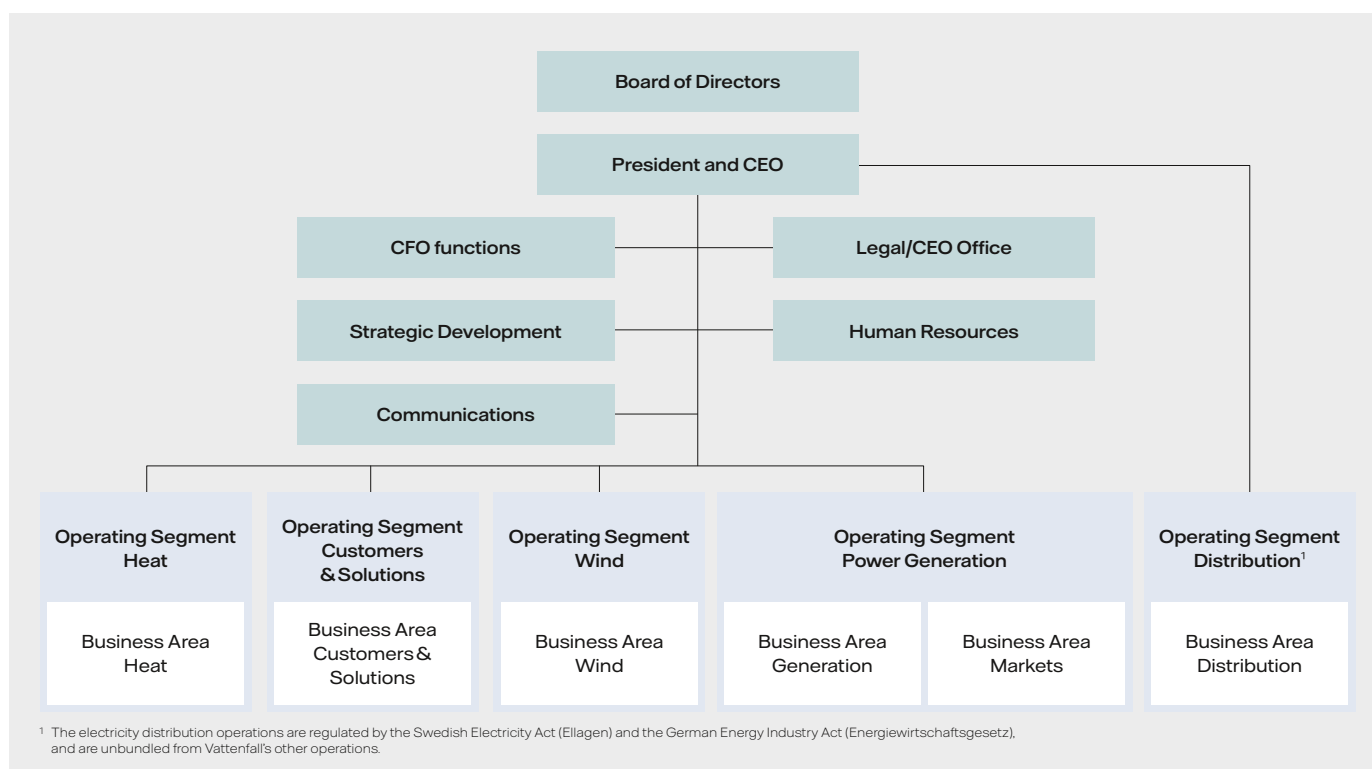 Board of Directors
President and CEO
CFO functions
Legal/CEO Office
Strategic Development
Human Resources
Communications
Operating Segment
Heat
Business Area
Heat
Operating Segment
Customers
& Solutions
Business Area
Customers &
Solutions
Operating Segment
Wind
Business Area
Wind
Operating Segment
Power Generation
Business Area
Generation
Business Area
Markets
Operating Segment
Distribution¹
Business Area
Distribution
¹ The electricity distribution operations are regulated by the Swedish Electricity Act (Ellagen) and the German Energy Industry Act (Energiewirtschaftsgesetz),
and are unbundled from Vattenfall's other operations.